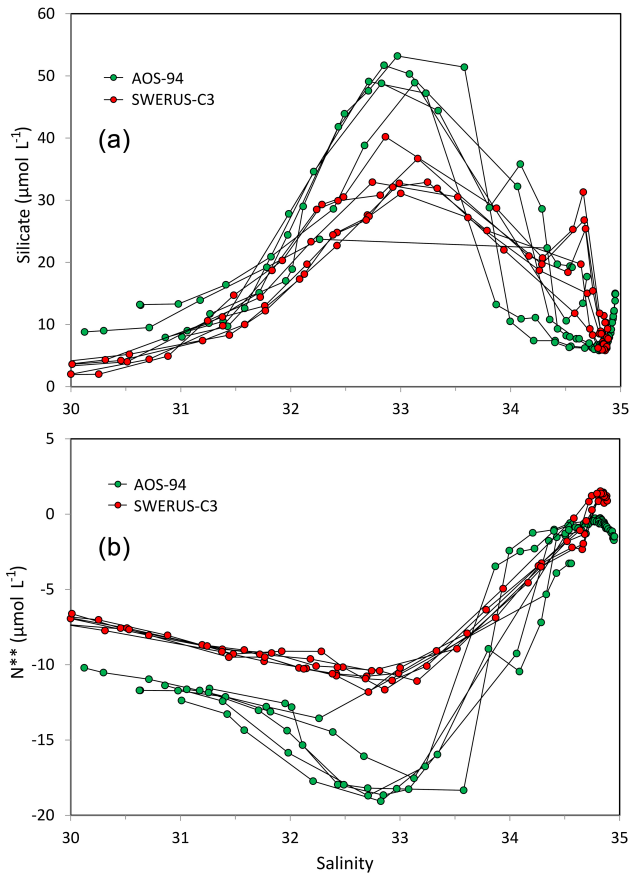 60
50
40
30
20
10
0
Silicate (µmol L⁻¹)
AOS-94
SWERUS-C3
(a)
30 31 32 33 34 35
5
0
-5
-10
-15
-20
N** (µmol L⁻¹)
AOS-94
SWERUS-C3
(b)
30 31 32 33 34 35
Salinity